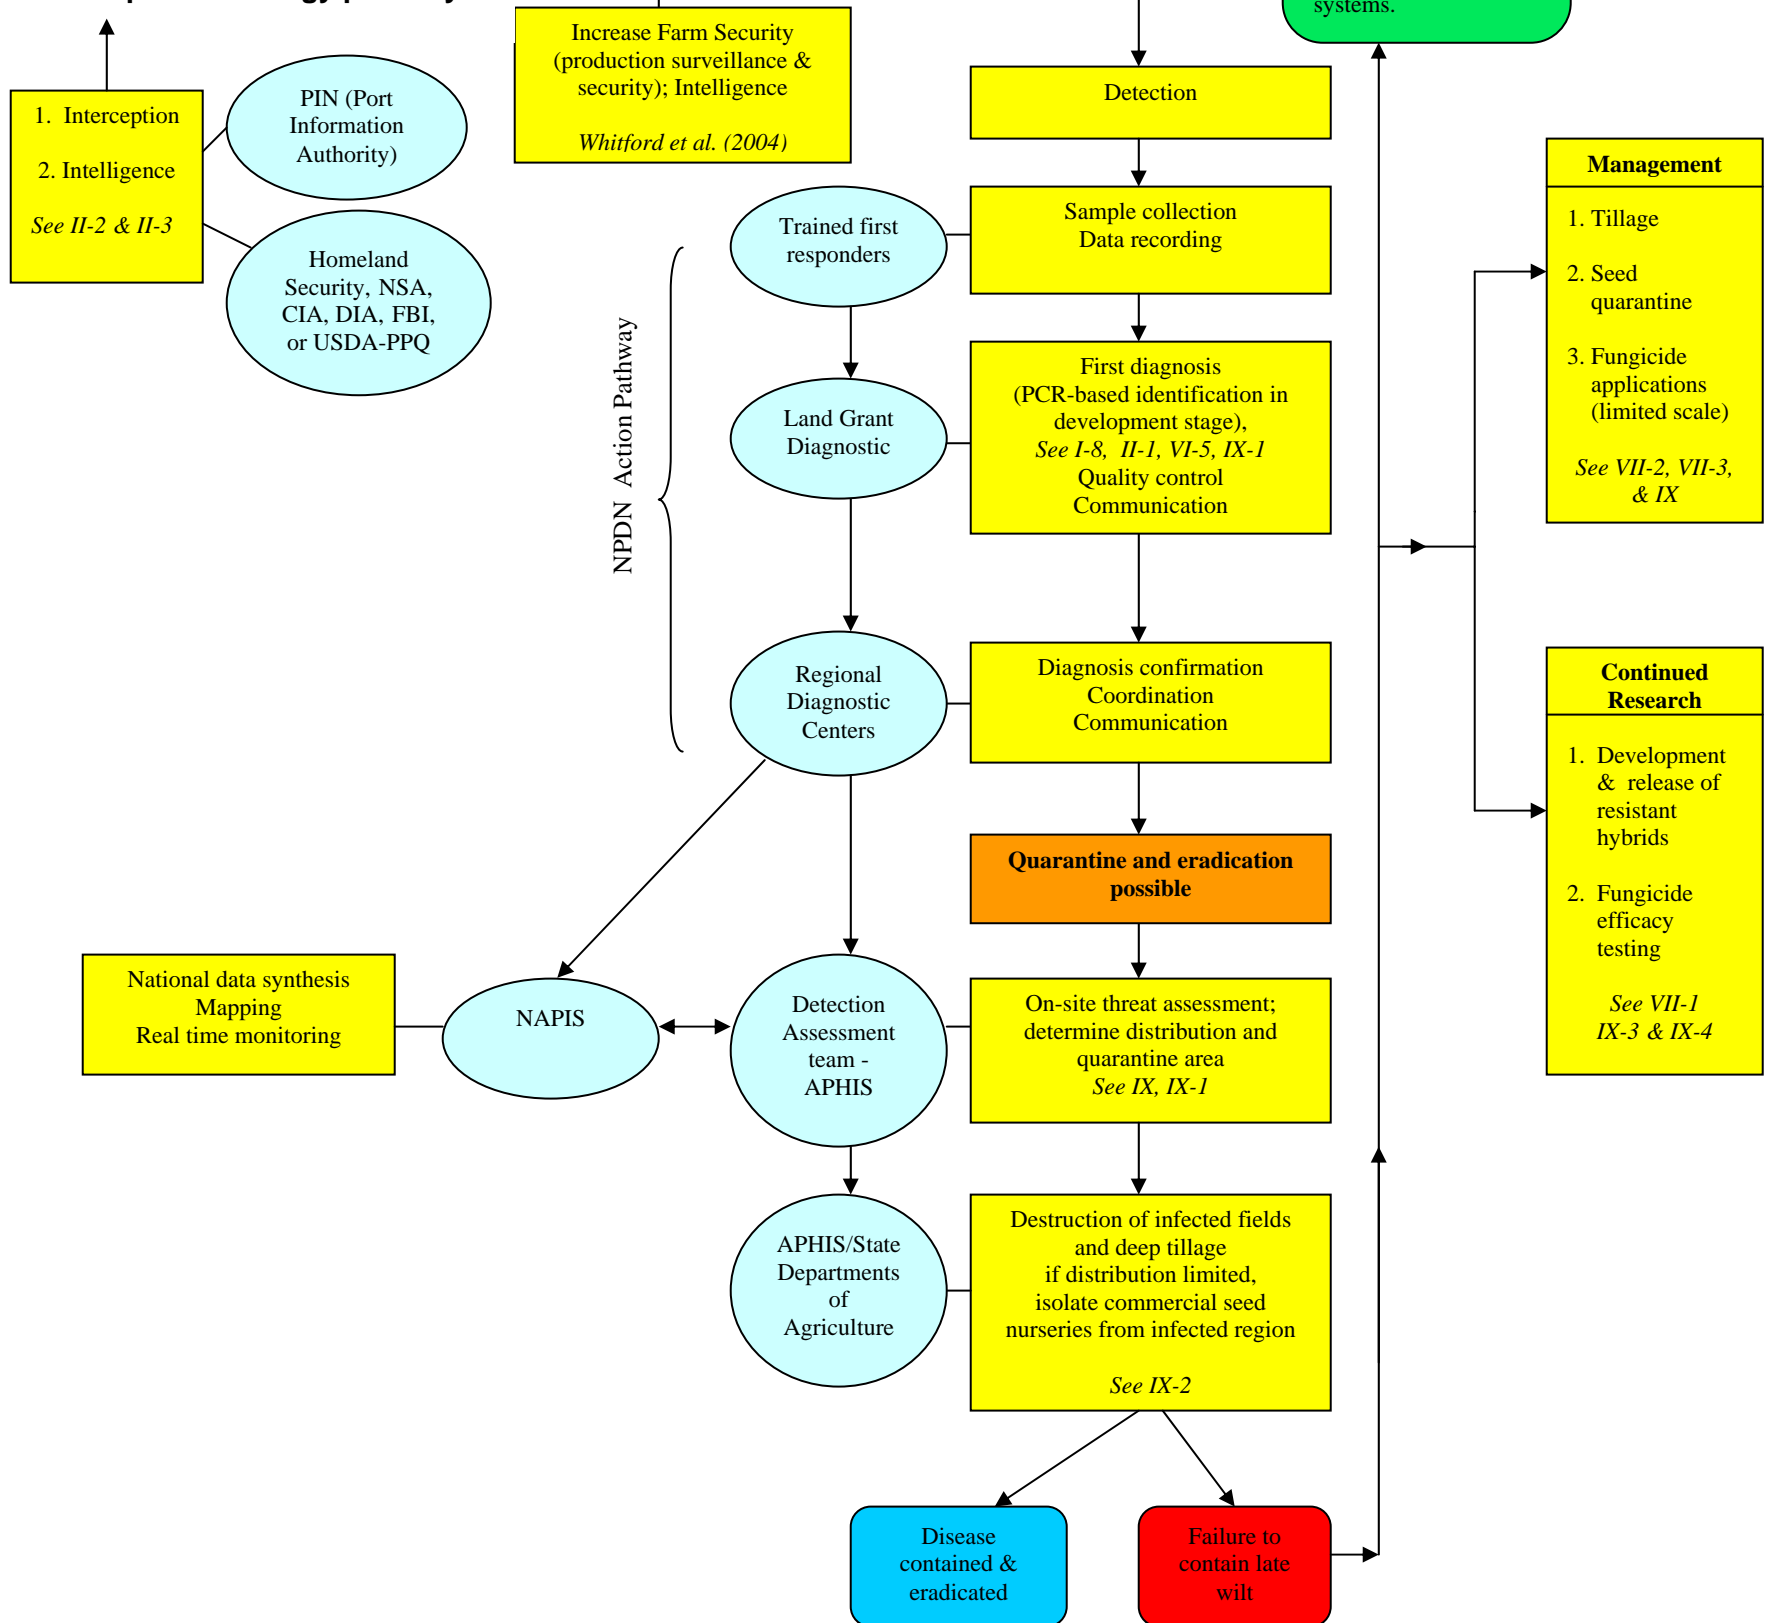 systems.
Increase Farm Security
(production surveillance &
security); Intelligence
Whitford et al. (2004)
1. Interception
2. Intelligence
See II-2 & II-3
PIN (Port
Information
Authority)
Homeland
Security, NSA,
CIA, DIA, FBI,
or USDA-PPQ
Detection
Trained first
responders
Sample collection
Data recording
NPDN Action Pathway
Land Grant
Diagnostic
First diagnosis
(PCR-based identification in
development stage),
See I-8, II-1, VI-5, IX-1
Quality control
Communication
Regional
Diagnostic
Centers
Diagnosis confirmation
Coordination
Communication
Quarantine and eradication
possible
National data synthesis
Mapping
Real time monitoring
NAPIS
Detection
Assessment
team -
APHIS
On-site threat assessment;
determine distribution and
quarantine area
See IX, IX-1
APHIS/State
Departments
of
Agriculture
Destruction of infected fields
and deep tillage
if distribution limited,
isolate commercial seed
nurseries from infected region
See IX-2
Disease
contained &
eradicated
Failure to
contain late
wilt
Management
1. Tillage
2. Seed
quarantine
3. Fungicide
applications
(limited scale)
See VII-2, VII-3,
& IX
Continued
Research
1. Development
& release of
resistant
hybrids
2. Fungicide
efficacy
testing
See VII-1
IX-3 & IX-4